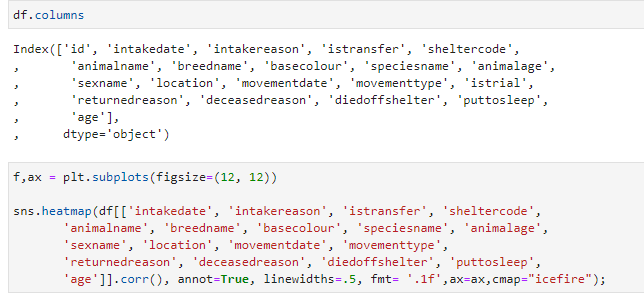 df.columns
Index(['id', 'intakedate', 'intakereason', 'istransfer', 'sheltercode',
,       'animalname', 'breedname', 'basecolour', 'speciesname', 'animalage',
,       'sexname', 'location', 'movementdate', 'movementtype', 'istrial',
,       'returnedreason', 'deceasedreason', 'diedoffshelter', 'puttosleep',
,       'age'],
,      dtype='object')
f,ax = plt.subplots(figsize=(12, 12))
sns.heatmap(df[['intakedate', 'intakereason', 'istransfer', 'sheltercode',
       'animalname', 'breedname', 'basecolour', 'speciesname', 'animalage',
       'sexname', 'location', 'movementdate', 'movementtype',
       'returnedreason', 'deceasedreason', 'diedoffshelter', 'puttosleep',
       'age']].corr(), annot=True, linewidths=.5, fmt= '.1f',ax=ax,cmap="icefire");